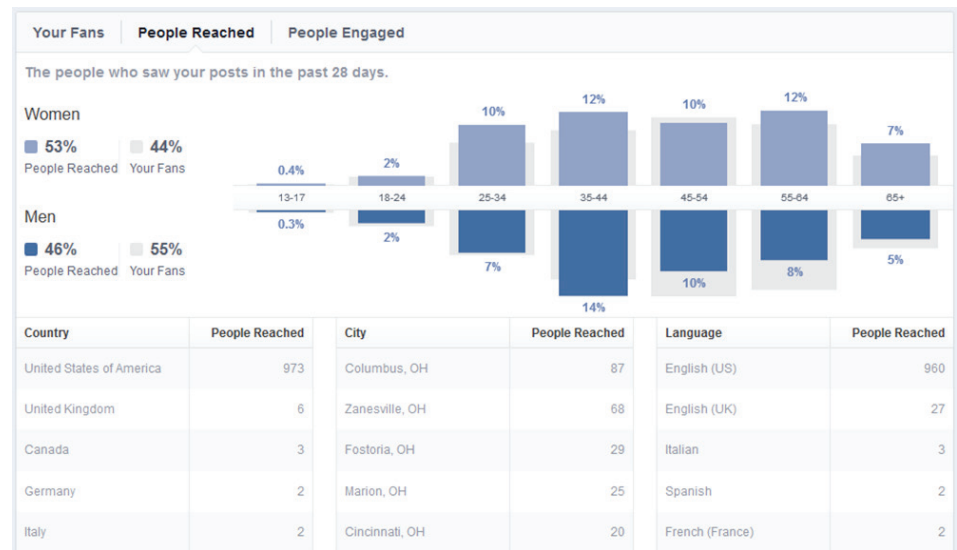 Your Fans People Reached People Engaged
The people who saw your posts in the past 28 days.
Women
53% 44%
People Reached Your Fans
0.4% 2% 10% 12% 10% 12% 7%
13-17 18-24 25-34 35-44 45-54 55-64 65+
Men
46% 55%
People Reached Your Fans
0.3% 2% 7% 14% 10% 8% 5%
Country People Reached City People Reached Language People Reached
United States of America 973 Columbus, OH 87 English (US) 960
United Kingdom 6 Zanesville, OH 68 English (UK) 27
Canada 3 Fostoria, OH 29 Italian 3
Germany 2 Marion, OH 25 Spanish 2
Italy 2 Cincinnati, OH 20 French (France) 2